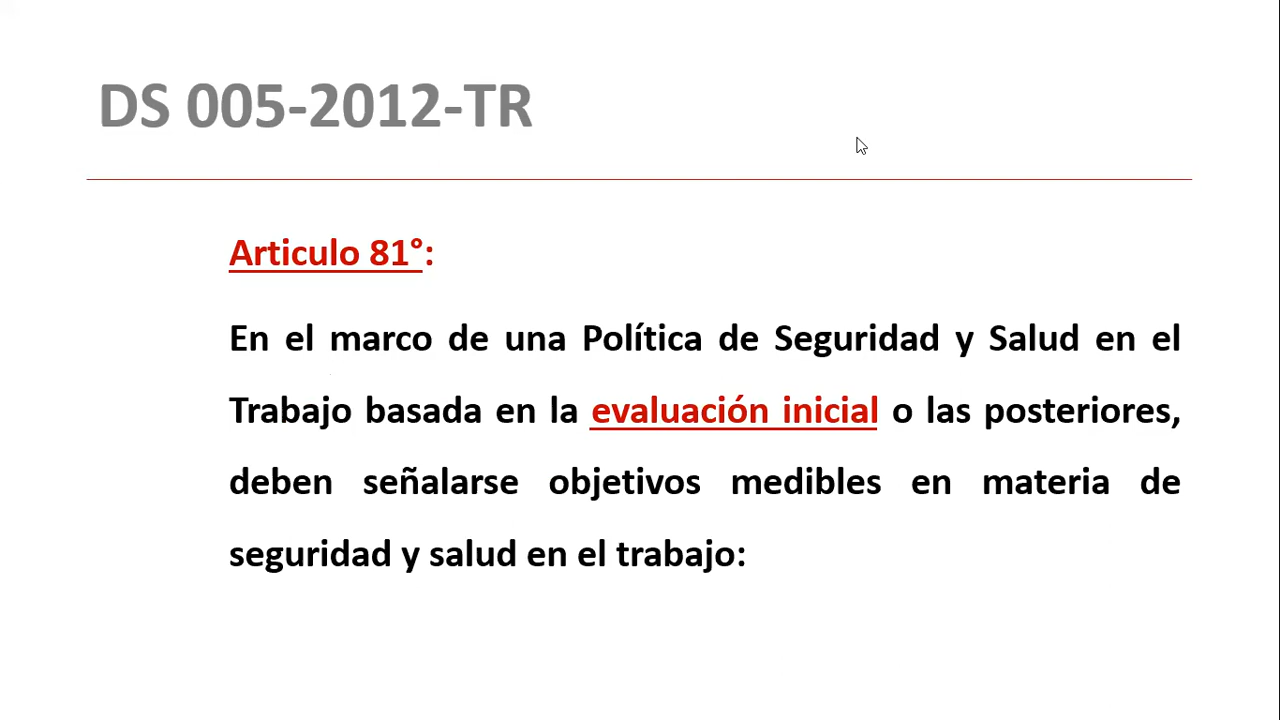 DS 005-2012-TR
Articulo 81°:
En el marco de una Política de Seguridad y Salud en el
Trabajo basada en la evaluación inicial o las posteriores,
deben señalarse objetivos medibles en materia de
seguridad y salud en el trabajo: